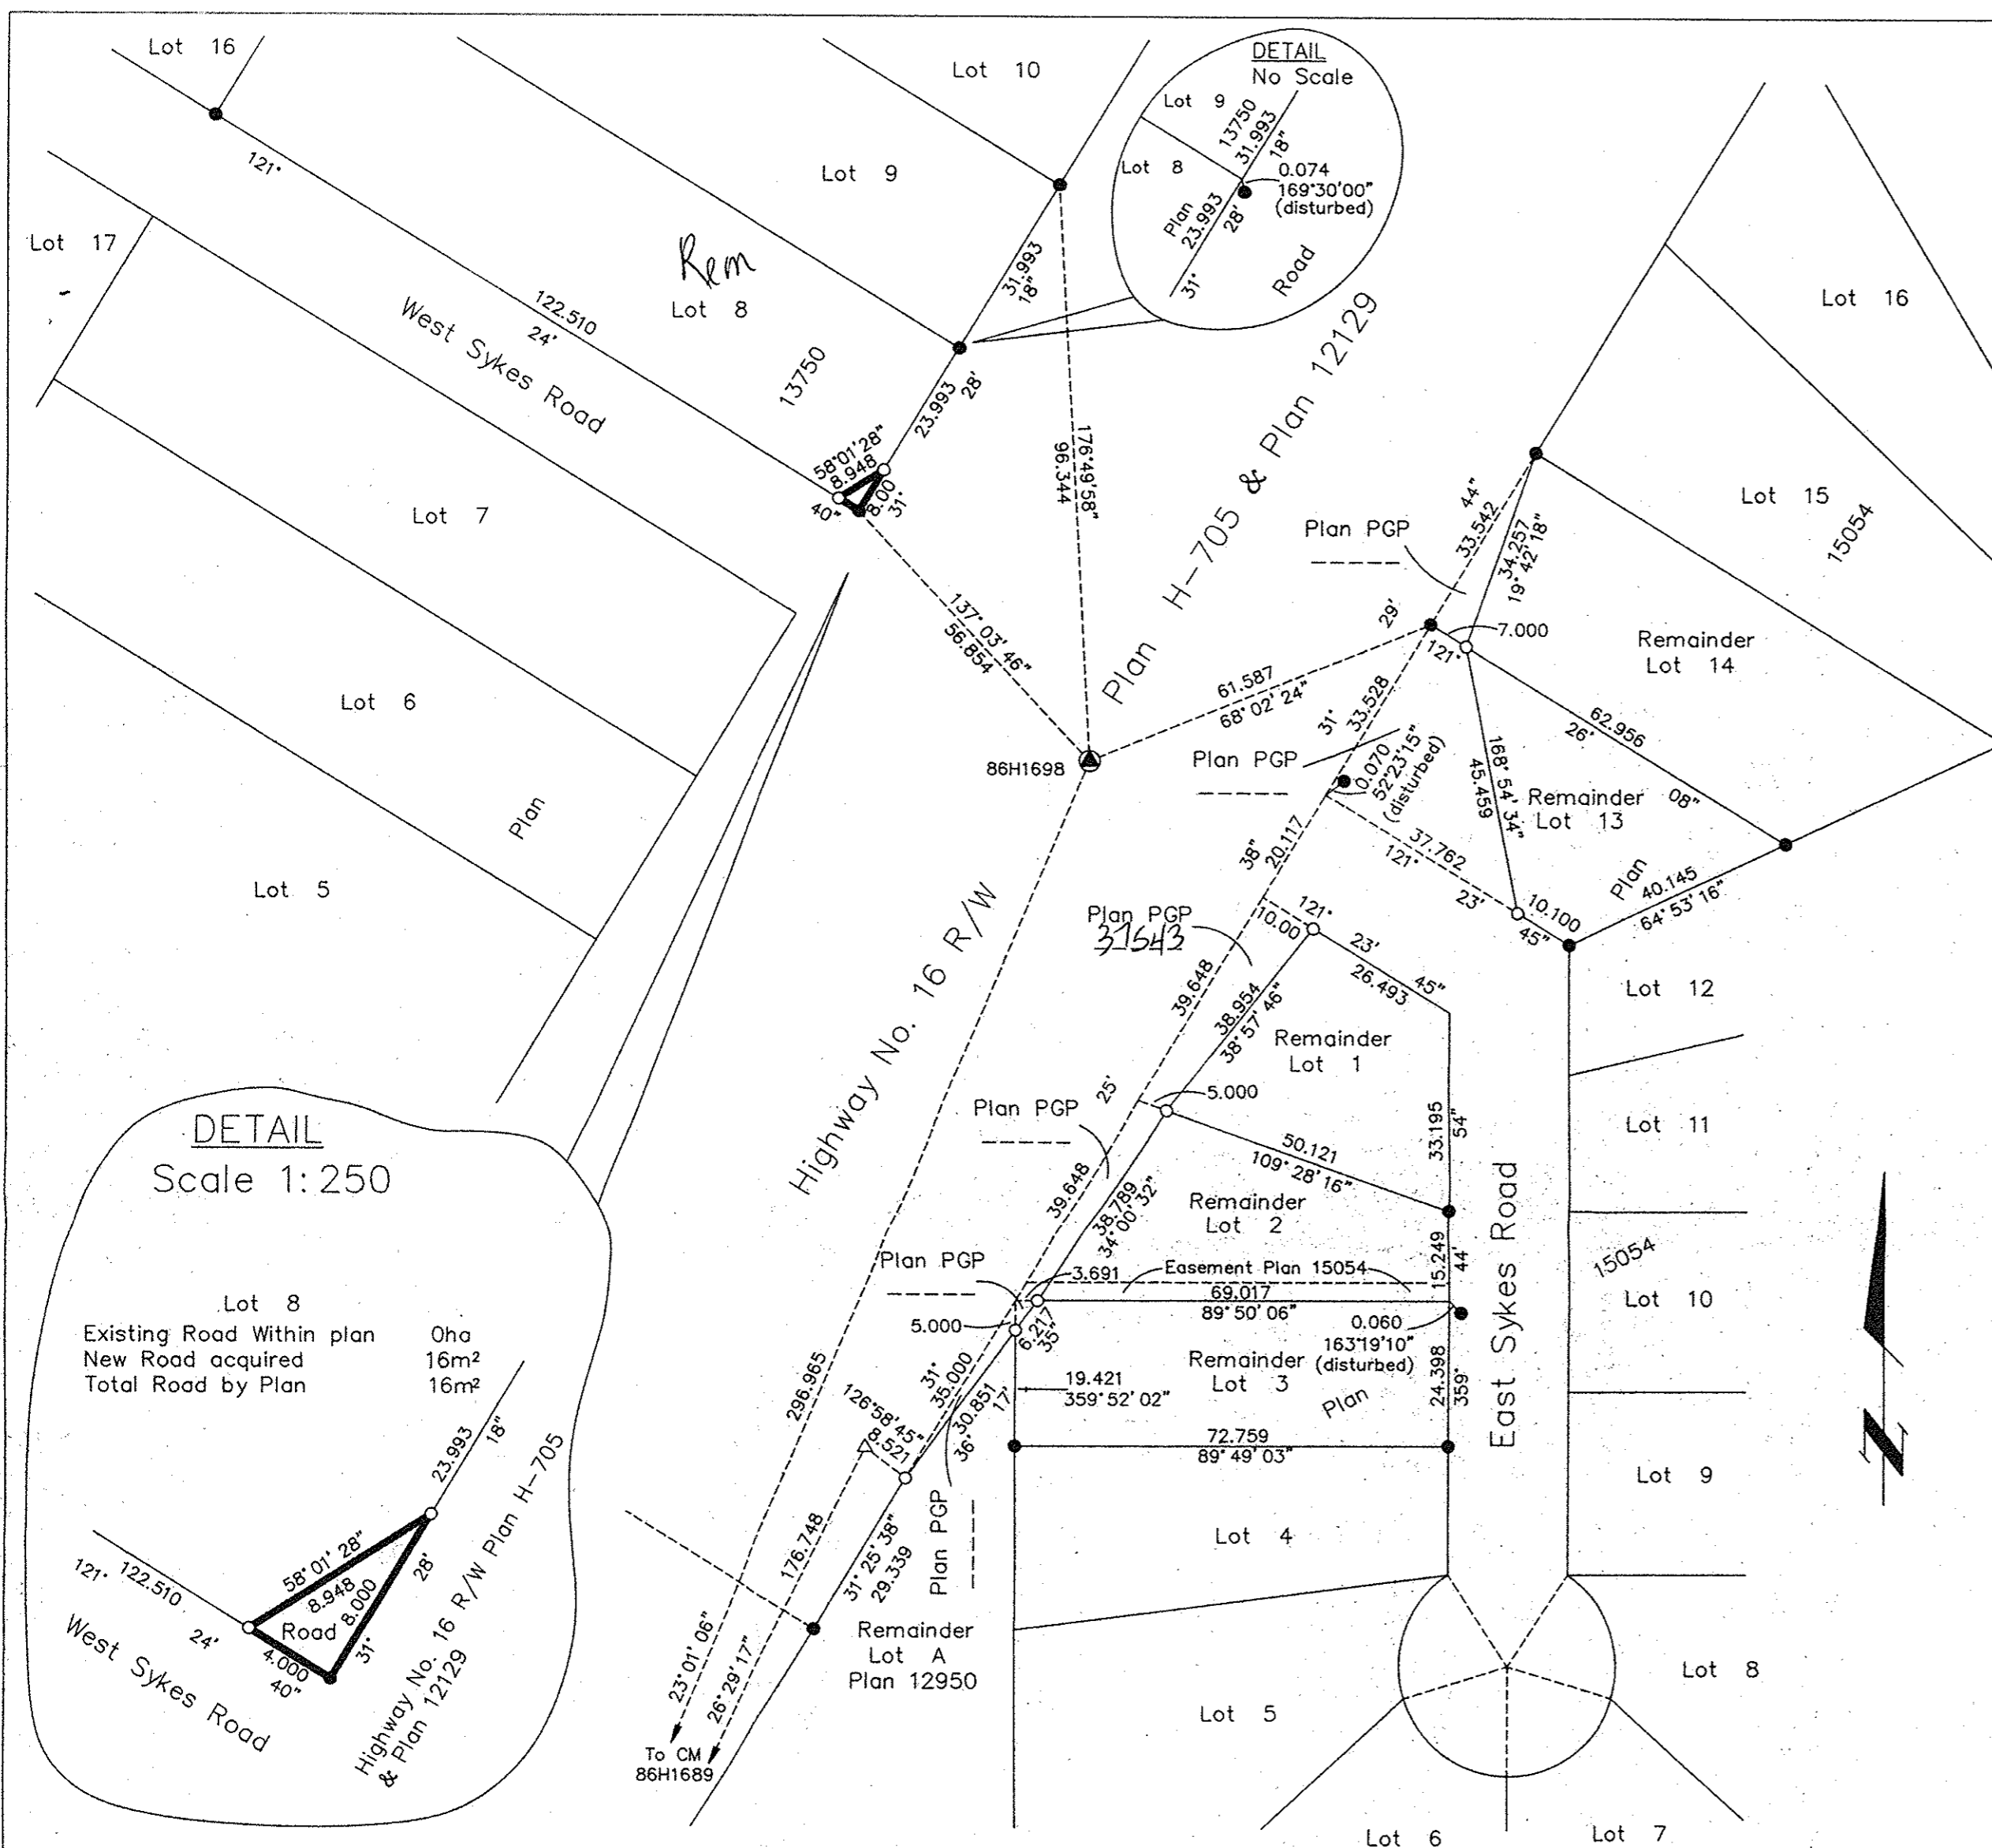 Lot 16
Lot 10
DETAIL
No Scale
Lot 9
13750
31.993
18"
Lot 8
0.074
169°30'00"
(disturbed)
Plan
23.993
28'
31°
Road
121°
Lot 9
Lot 17
Rem
Lot 8
31.993
18"
Lot 16
122.510
24'
West Sykes Road
13750
23.993
28'
176°49'58"
96.344
Plan H-705 & Plan 12129
58°01'28"
8.948
8.00
31°
40"
Lot 7
Lot 15
15054
44"
33.542
34.257
19°42'18"
Plan PGP
29'
7.000
121°
Remainder
Lot 14
137°03'46"
56.854
61.587
68°02'24"
31°
33.528
Lot 6
Plan
86H1698
Plan PGP
0.070
52°23'15"
(disturbed)
62.956
26'
08"
168°54'34"
45.459
Remainder
Lot 13
38"
20.117
37.762
121°
23'
Plan
40.145
64°53'16"
10.100
45"
Lot 5
Highway No. 16 R/W
Plan PGP
37543
121°
10.00
23'
26.493
45"
39.648
38.954
38°57'46"
Lot 12
Remainder
Lot 1
25'
5.000
Plan PGP
33.195
54"
Lot 11
50.121
109°28'16"
DETAIL
Scale 1:250
39.648
38.789
34°00'32"
Remainder
Lot 2
East Sykes Road
15.249
44'
15054
Plan PGP
3.691
Easement Plan 15054
69.017
89°50'06"
Lot 10
5.000
6.217
35"
0.060
163°19'10"
(disturbed)
Lot 8
Existing Road Within plan 0ha
New Road acquired 16m²
Total Road by Plan 16m²
296.965
31°
35.000
126°58'45"
8.521
30.851
17'
36°
19.421
359°52'02"
Remainder
Lot 3
Plan
24.398
359°
72.759
89°49'03"
Lot 9
23.993
18"
58°01'28"
8.948
8.000
28'
31°
Road
121°
122.510
24'
4.000
40"
West Sykes Road
Highway No. 16 R/W Plan H-705
& Plan 12129
176.748
31°25'38"
29.339
Plan PGP
Lot 4
23°01'06"
26°29'17"
Remainder
Lot A
Plan 12950
Lot 8
Lot 5
To CM
86H1689
Lot 6
Lot 7
N